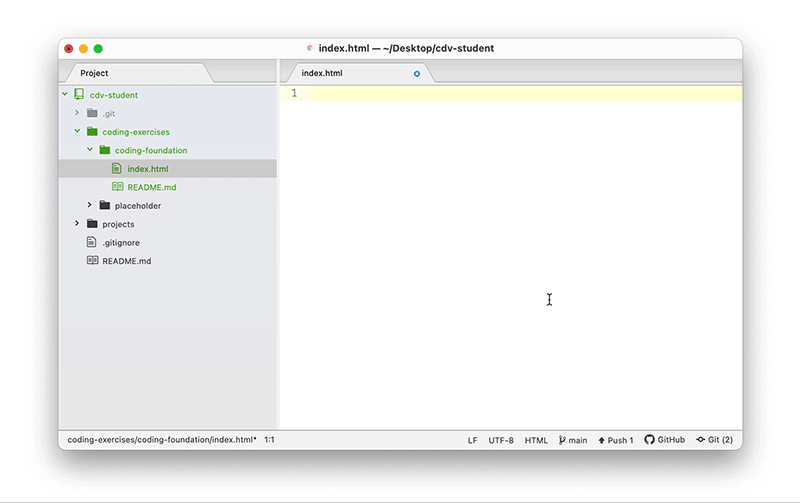 index.html — ~/Desktop/cdv-student
Project
index.html
cdv-student
1
.git
coding-exercises
coding-foundation
index.html
README.md
placeholder
projects
.gitignore
README.md
coding-exercises/coding-foundation/index.html* 1:1 LF UTF-8 HTML main Push 1 GitHub Git (2)